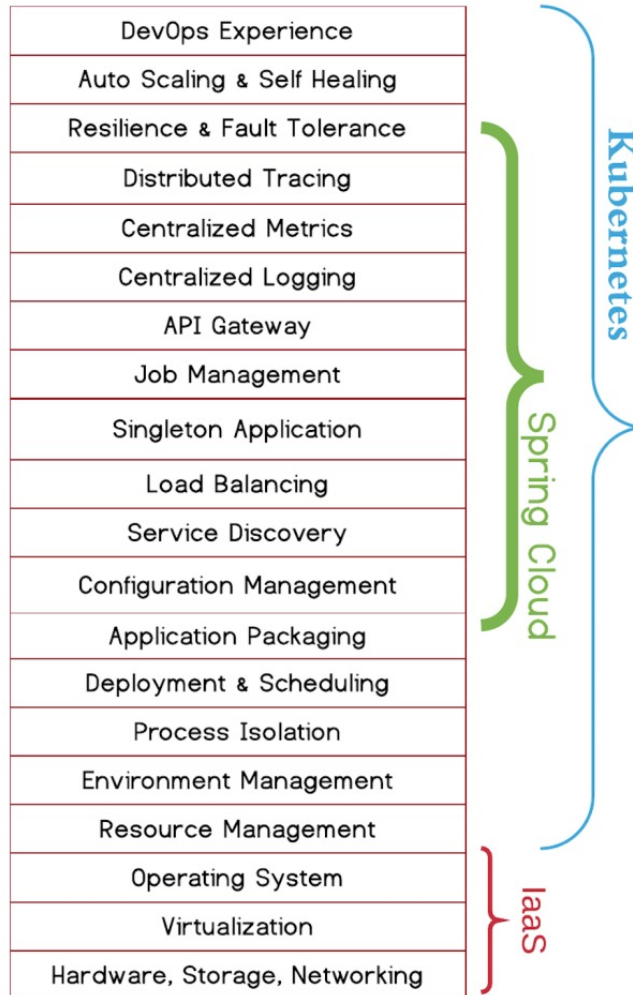 DevOps Experience
Auto Scaling & Self Healing
Resilience & Fault Tolerance
Distributed Tracing
Centralized Metrics
Centralized Logging
API Gateway
Job Management
Singleton Application
Load Balancing
Service Discovery
Configuration Management
Application Packaging
Deployment & Scheduling
Process Isolation
Environment Management
Resource Management
Operating System
Virtualization
Hardware, Storage, Networking
Spring Cloud
IaaS
Kubernetes